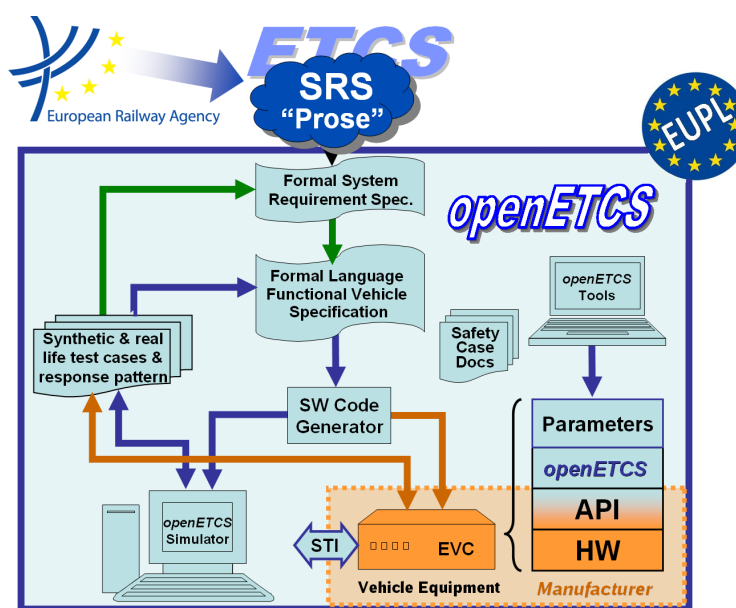 ETCS
SRS
“Prose”
European Railway Agency
EUPL
Formal System
Requirement Spec.
openETCS
Formal Language
Functional Vehicle
Specification
openETCS
Tools
Synthetic & real
life test cases &
response pattern
Safety
Case
Docs
SW Code
Generator
Parameters
openETCS
API
HW
openETCS
Simulator
STI
EVC
Vehicle Equipment
Manufacturer